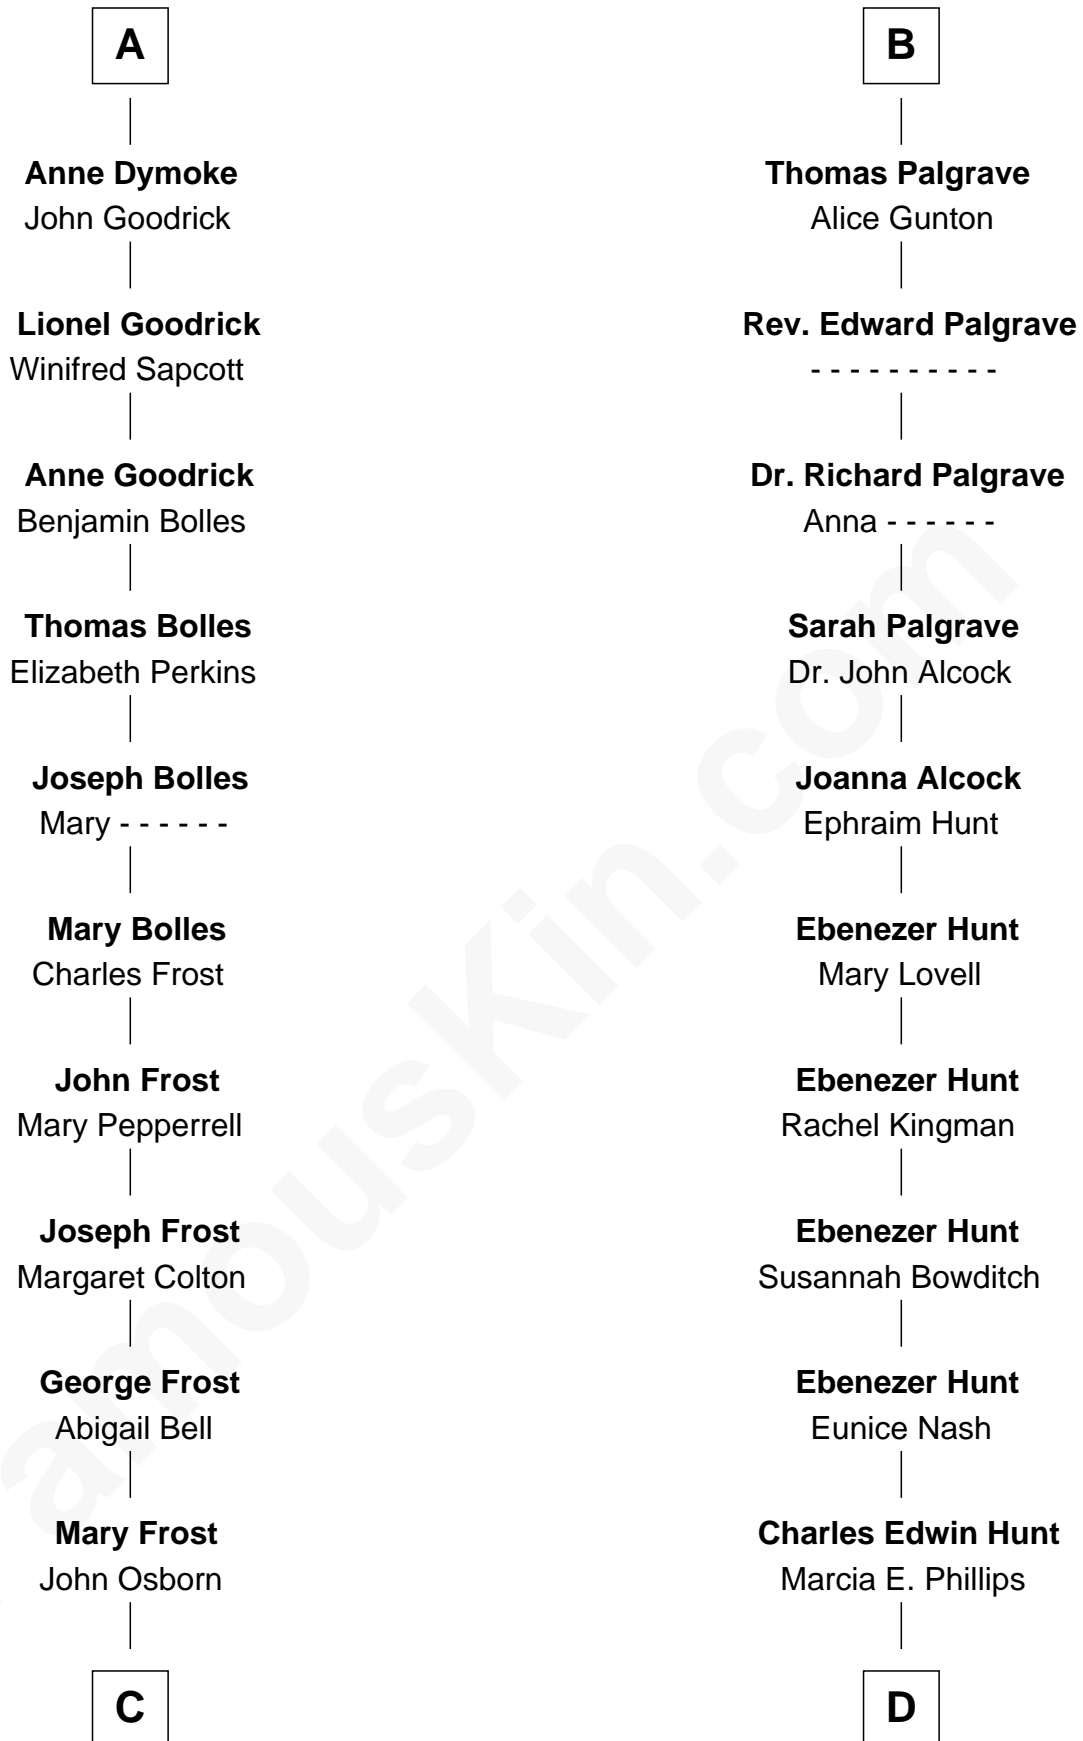 A
Anne Dymoke
John Goodrick
Lionel Goodrick
Winifred Sapcott
Anne Goodrick
Benjamin Bolles
Thomas Bolles
Elizabeth Perkins
Joseph Bolles
Mary - - - - - -
Mary Bolles
Charles Frost
John Frost
Mary Pepperrell
Joseph Frost
Margaret Colton
George Frost
Abigail Bell
Mary Frost
John Osborn
C
B
Thomas Palgrave
Alice Gunton
Rev. Edward Palgrave
- - - - - - - - - -
Dr. Richard Palgrave
Anna - - - - - -
Sarah Palgrave
Dr. John Alcock
Joanna Alcock
Ephraim Hunt
Ebenezer Hunt
Mary Lovell
Ebenezer Hunt
Rachel Kingman
Ebenezer Hunt
Susannah Bowditch
Ebenezer Hunt
Eunice Nash
Charles Edwin Hunt
Marcia E. Phillips
D
amousKin.com